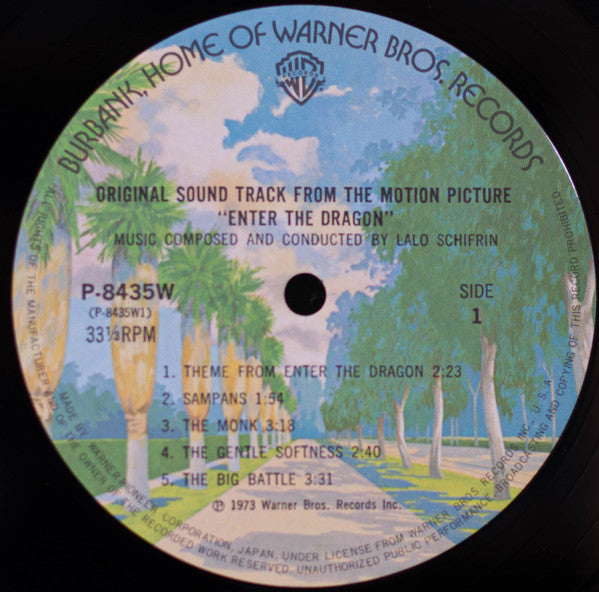 BURBANK, HOME OF WARNER BROS. RECORDS
RECORDS
ORIGINAL SOUND TRACK FROM THE MOTION PICTURE
"ENTER THE DRAGON"
MUSIC COMPOSED AND CONDUCTED BY LALO SCHIFRIN
P-8435W
(P-8435W1)
33⅓RPM
SIDE
1
1. THEME FROM ENTER THE DRAGON 2:23
2. SAMPANS 1:54
3. THE MONK 3:18
4. THE GENTLE SOFTNESS 2:40
5. THE BIG BATTLE 3:31
Ⓟ 1973 Warner Bros. Records Inc.
MADE BY WARNER-PIONEER CORPORATION, JAPAN, UNDER LICENSE FROM WARNER BROS. RECORDS INC., U.S.A.
ALL RIGHTS OF THE MANUFACTURER AND OF THE OWNER OF THE RECORDED WORK RESERVED. UNAUTHORIZED PUBLIC PERFORMANCE, BROADCASTING AND COPYING OF THIS RECORD PROHIBITED